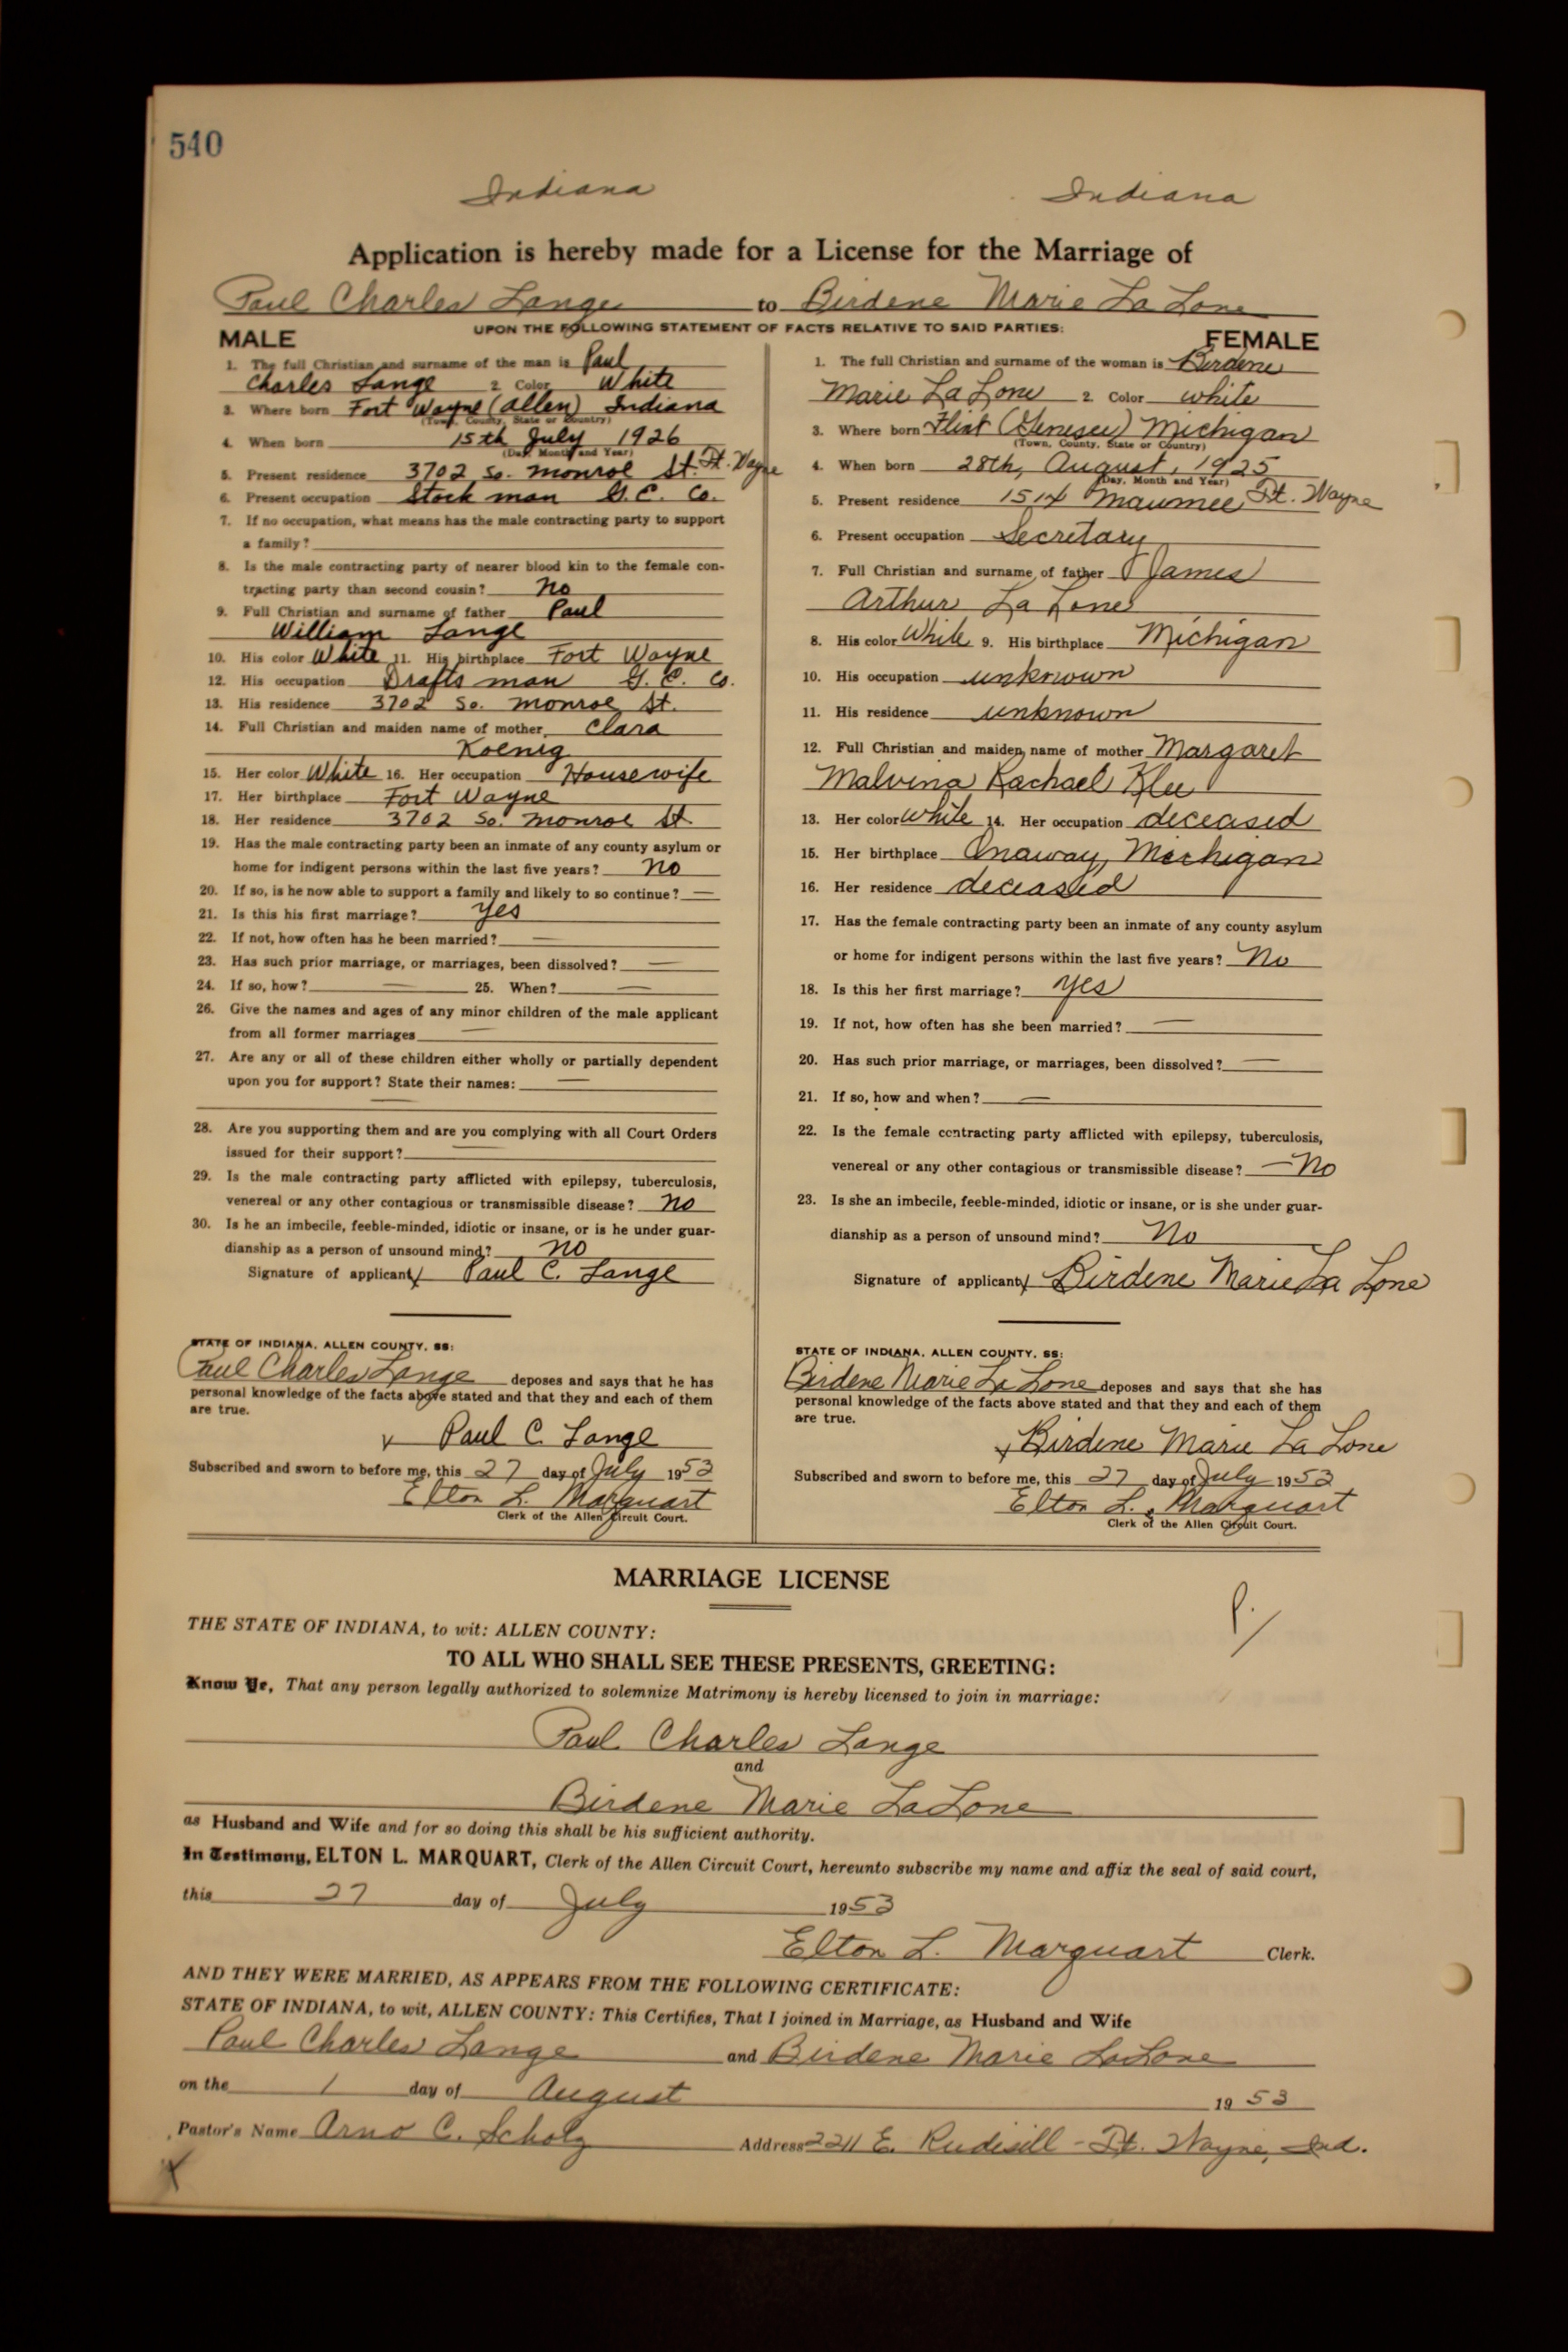 540
Indiana Indiana
Application is hereby made for a License for the Marriage of
Paul Charles Lange to Birdene Marie La Lone
UPON THE FOLLOWING STATEMENT OF FACTS RELATIVE TO SAID PARTIES:
MALE
1. The full Christian and surname of the man is Paul
Charles Lange 2. Color White
3. Where born Fort Wayne (Allen) Indiana
(Town, County, State or Country)
4. When born 15th July 1926
(Day, Month and Year)
5. Present residence 3702 So. Monroe St. Ft. Wayne
6. Present occupation Stock man G.E. Co.
7. If no occupation, what means has the male contracting party to support
a family?
8. Is the male contracting party of nearer blood kin to the female con-
tracting party than second cousin? No
9. Full Christian and surname of father Paul
William Lange
10. His color White 11. His birthplace Fort Wayne
12. His occupation Drafts man G. E. Co.
13. His residence 3702 So. Monroe St.
14. Full Christian and maiden name of mother Clara
Koenig
15. Her color White 16. Her occupation Housewife
17. Her birthplace Fort Wayne
18. Her residence 3702 So. Monroe St
19. Has the male contracting party been an inmate of any county asylum or
home for indigent persons within the last five years? No
20. If so, is he now able to support a family and likely to so continue? —
21. Is this his first marriage? Yes
22. If not, how often has he been married? —
23. Has such prior marriage, or marriages, been dissolved? —
24. If so, how? — 25. When? —
26. Give the names and ages of any minor children of the male applicant
from all former marriages —
27. Are any or all of these children either wholly or partially dependent
upon you for support? State their names: —
—
28. Are you supporting them and are you complying with all Court Orders
issued for their support? —
29. Is the male contracting party afflicted with epilepsy, tuberculosis,
venereal or any other contagious or transmissible disease? No
30. Is he an imbecile, feeble-minded, idiotic or insane, or is he under guar-
dianship as a person of unsound mind? No
Signature of applicant Paul C. Lange
STATE OF INDIANA, ALLEN COUNTY, SS:
Paul Charles Lange deposes and says that he has
personal knowledge of the facts above stated and that they and each of them
are true.
Paul C. Lange
Subscribed and sworn to before me, this 27 day of July 1953
Elton L. Marquart
Clerk of the Allen Circuit Court.
FEMALE
1. The full Christian and surname of the woman is Birdene
Marie La Lone 2. Color white
3. Where born Flint (Genesee) Michigan
(Town, County, State or Country)
4. When born 28th, August, 1925
(Day, Month and Year)
5. Present residence 1514 Maumee, Ft. Wayne
6. Present occupation Secretary
7. Full Christian and surname of father James
Arthur La Lone
8. His color White 9. His birthplace Michigan
10. His occupation unknown
11. His residence unknown
12. Full Christian and maiden name of mother Margaret
Malvina Rachael Klee
13. Her color White 14. Her occupation deceased
15. Her birthplace Onaway, Michigan
16. Her residence deceased
17. Has the female contracting party been an inmate of any county asylum
or home for indigent persons within the last five years? No
18. Is this her first marriage? Yes
19. If not, how often has she been married? —
20. Has such prior marriage, or marriages, been dissolved? —
21. If so, how and when? —
22. Is the female contracting party afflicted with epilepsy, tuberculosis,
venereal or any other contagious or transmissible disease? — No
23. Is she an imbecile, feeble-minded, idiotic or insane, or is she under guar-
dianship as a person of unsound mind? No
Signature of applicant Birdene Marie La Lone
STATE OF INDIANA, ALLEN COUNTY, SS:
Birdene Marie La Lone deposes and says that she has
personal knowledge of the facts above stated and that they and each of them
are true.
Birdene Marie La Lone
Subscribed and sworn to before me, this 27 day of July 1953
Elton L. Marquart
Clerk of the Allen Circuit Court.
MARRIAGE LICENSE
THE STATE OF INDIANA, to wit: ALLEN COUNTY:
TO ALL WHO SHALL SEE THESE PRESENTS, GREETING:
Know Ye, That any person legally authorized to solemnize Matrimony is hereby licensed to join in marriage:
Paul Charles Lange
and
Birdene Marie LaLone
as Husband and Wife and for so doing this shall be his sufficient authority.
In Testimony, ELTON L. MARQUART, Clerk of the Allen Circuit Court, hereunto subscribe my name and affix the seal of said court,
this 27 day of July 1953
Elton L. Marquart Clerk.
AND THEY WERE MARRIED, AS APPEARS FROM THE FOLLOWING CERTIFICATE:
STATE OF INDIANA, to wit, ALLEN COUNTY: This Certifies, That I joined in Marriage, as Husband and Wife
Paul Charles Lange and Birdene Marie LaLone
on the 1 day of August 1953
Pastor's Name Arno C. Scholz Address 2211 E. Rudisill - Ft. Wayne, Ind.